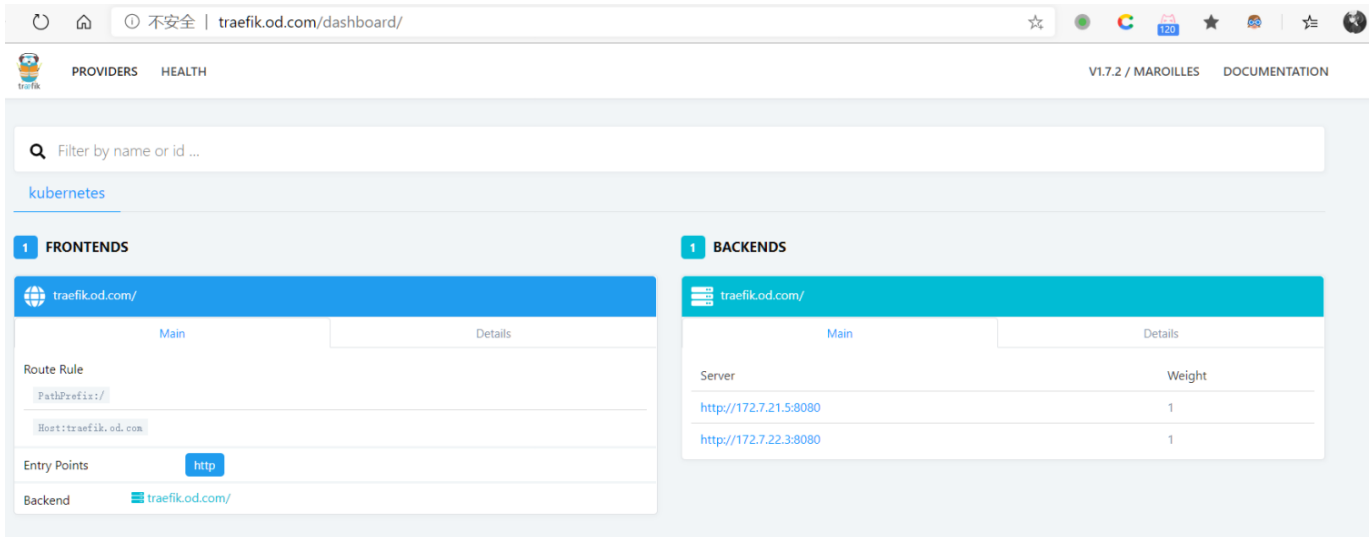 不安全 | traefik.od.com/dashboard/
120
træfik
PROVIDERS HEALTH
V1.7.2 / MAROILLES DOCUMENTATION
Filter by name or id ...
kubernetes
1 FRONTENDS
traefik.od.com/
Main Details
Route Rule
PathPrefix:/
Host:traefik.od.com
Entry Points http
Backend traefik.od.com/
1 BACKENDS
traefik.od.com/
Main Details
Server Weight
http://172.7.21.5:8080 1
http://172.7.22.3:8080 1